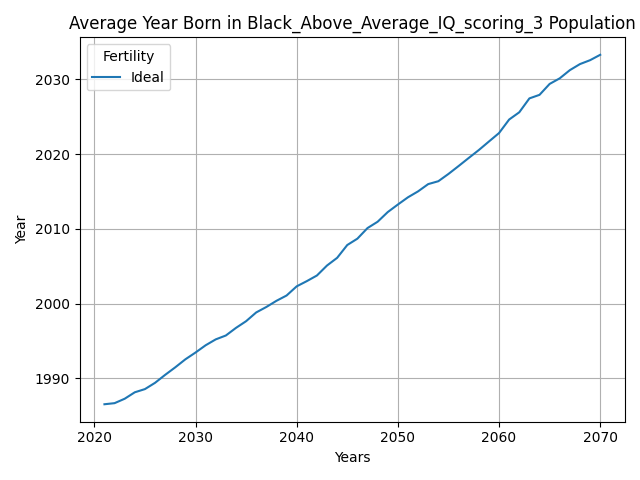 Average Year Born in Black_Above_Average_IQ_scoring_3 Population
Fertility
Ideal
Year
2030
2020
2010
2000
1990
2020 2030 2040 2050 2060 2070
Years